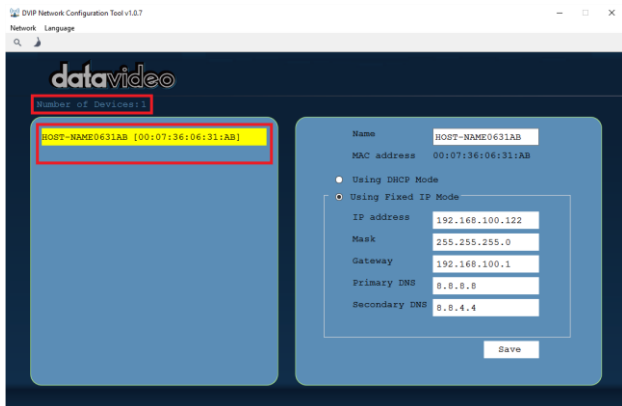 DVIP Network Configuration Tool v1.0.7
Network Language
datavideo
Number of Devices:1
HOST-NAME0631AB [00:07:36:06:31:AB]
Name HOST-NAME0631AB
MAC address 00:07:36:06:31:AB
Using DHCP Mode
Using Fixed IP Mode
IP address 192.168.100.122
Mask 255.255.255.0
Gateway 192.168.100.1
Primary DNS 8.8.8.8
Secondary DNS 8.8.4.4
Save